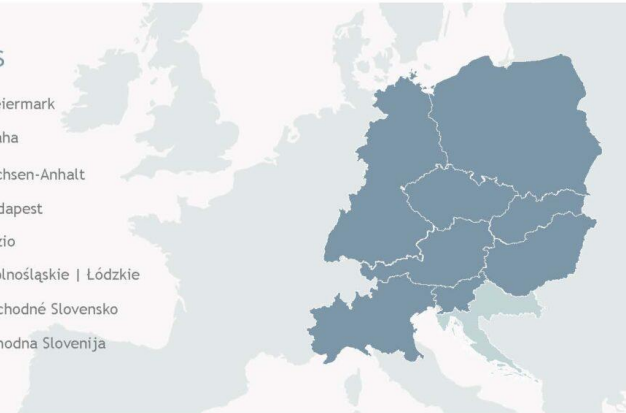 S
eiermark
aha
chsen-Anhalt
dapest
zio
olnośląskie | Łódzkie
chodné Slovensko
hodna Slovenija